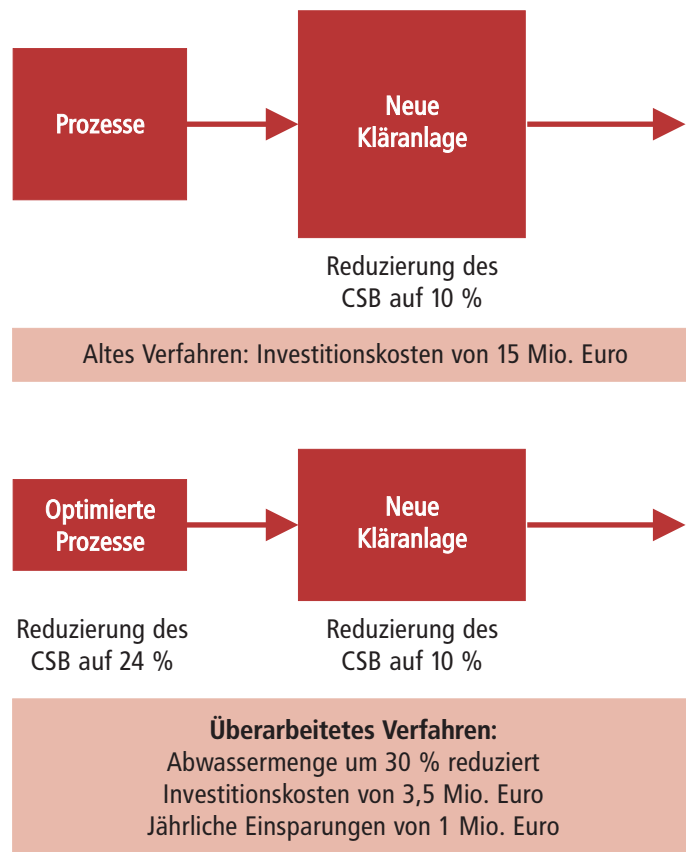 Prozesse
Neue
Kläranlage
Reduzierung des
CSB auf 10 %
Altes Verfahren: Investitionskosten von 15 Mio. Euro
Optimierte
Prozesse
Neue
Kläranlage
Reduzierung des
CSB auf 24 %
Reduzierung des
CSB auf 10 %
Überarbeitetes Verfahren:
Abwassermenge um 30 % reduziert
Investitionskosten von 3,5 Mio. Euro
Jährliche Einsparungen von 1 Mio. Euro